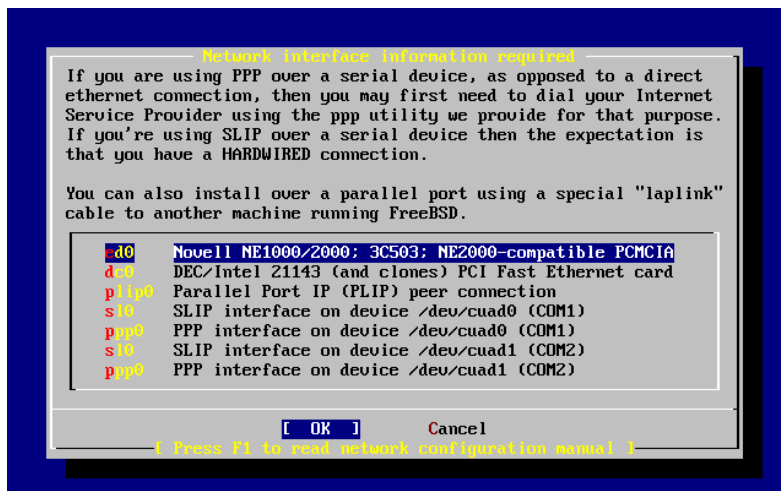 Network interface information required
If you are using PPP over a serial device, as opposed to a direct
ethernet connection, then you may first need to dial your Internet
Service Provider using the ppp utility we provide for that purpose.
If you're using SLIP over a serial device then the expectation is
that you have a HARDWIRED connection.
You can also install over a parallel port using a special "laplink"
cable to another machine running FreeBSD.
ed0 Novell NE1000/2000; 3C503; NE2000-compatible PCMCIA
dc0 DEC/Intel 21143 (and clones) PCI Fast Ethernet card
plip0 Parallel Port IP (PLIP) peer connection
sl0 SLIP interface on device /dev/cuad0 (COM1)
ppp0 PPP interface on device /dev/cuad0 (COM1)
sl0 SLIP interface on device /dev/cuad1 (COM2)
ppp0 PPP interface on device /dev/cuad1 (COM2)
[ OK ] Cancel
[ Press F1 to read network configuration manual ]